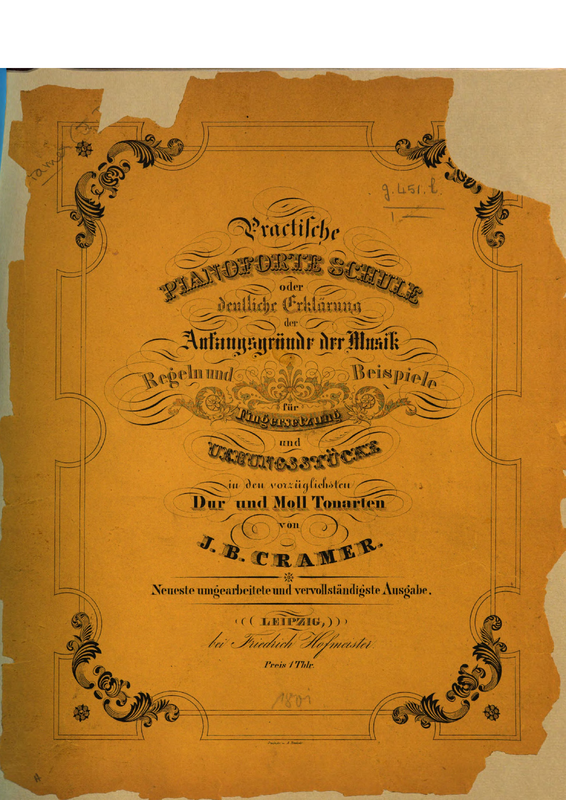 g.451.t.
Practische
PIANOFORTE SCHULE
oder
deutliche Erklärung
der
Anfangsgründe der Musik
Regeln und Beispiele
für
Fingersetzung
und
UEBUNGSSTÜCKE
in den vorzüglichsten
Dur und Moll Tonarten
von
J. B. CRAMER.
Neueste umgearbeitete und vervollständigste Ausgabe.
LEIPZIG,
bei Friedrich Hofmeister
Preis 1 Thlr.